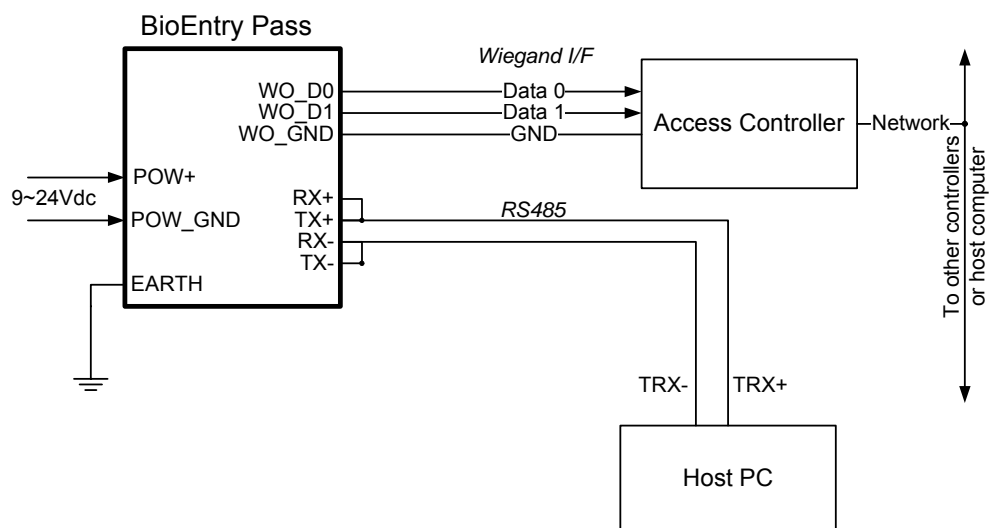 BioEntry Pass
Wiegand I/F
WO_D0
Data 0
WO_D1
Data 1
WO_GND
GND
Access Controller
Network
To other controllers
or host computer
9~24Vdc
POW+
POW_GND
EARTH
RX+
TX+
RX-
TX-
RS485
TRX-
TRX+
Host PC